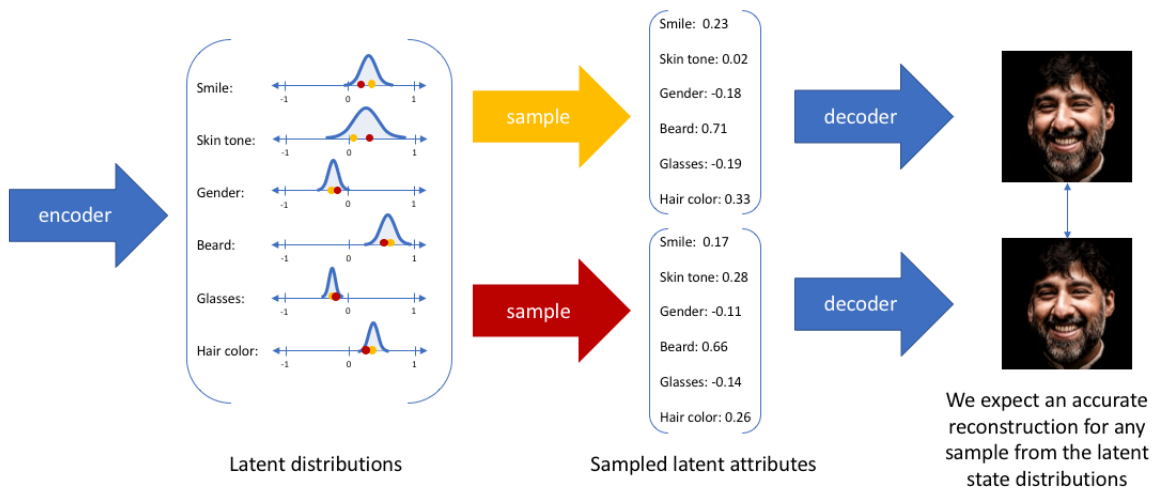 encoder
Smile:
-1 0 1
Skin tone:
-1 0 1
Gender:
-1 0 1
Beard:
-1 0 1
Glasses:
-1 0 1
Hair color:
-1 0 1
Latent distributions
sample
sample
Smile: 0.23
Skin tone: 0.02
Gender: -0.18
Beard: 0.71
Glasses: -0.19
Hair color: 0.33
Smile: 0.17
Skin tone: 0.28
Gender: -0.11
Beard: 0.66
Glasses: -0.14
Hair color: 0.26
Sampled latent attributes
decoder
decoder
We expect an accurate
reconstruction for any
sample from the latent
state distributions